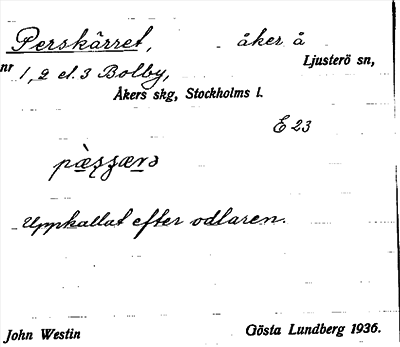 Perskärret, åker å
Ljusterö sn,
nr 1, 2 el. 3 Bolby,
Åkers skg, Stockholms l.
E 23
Uppkallat efter odlaren.
John Westin Gösta Lundberg 1936.